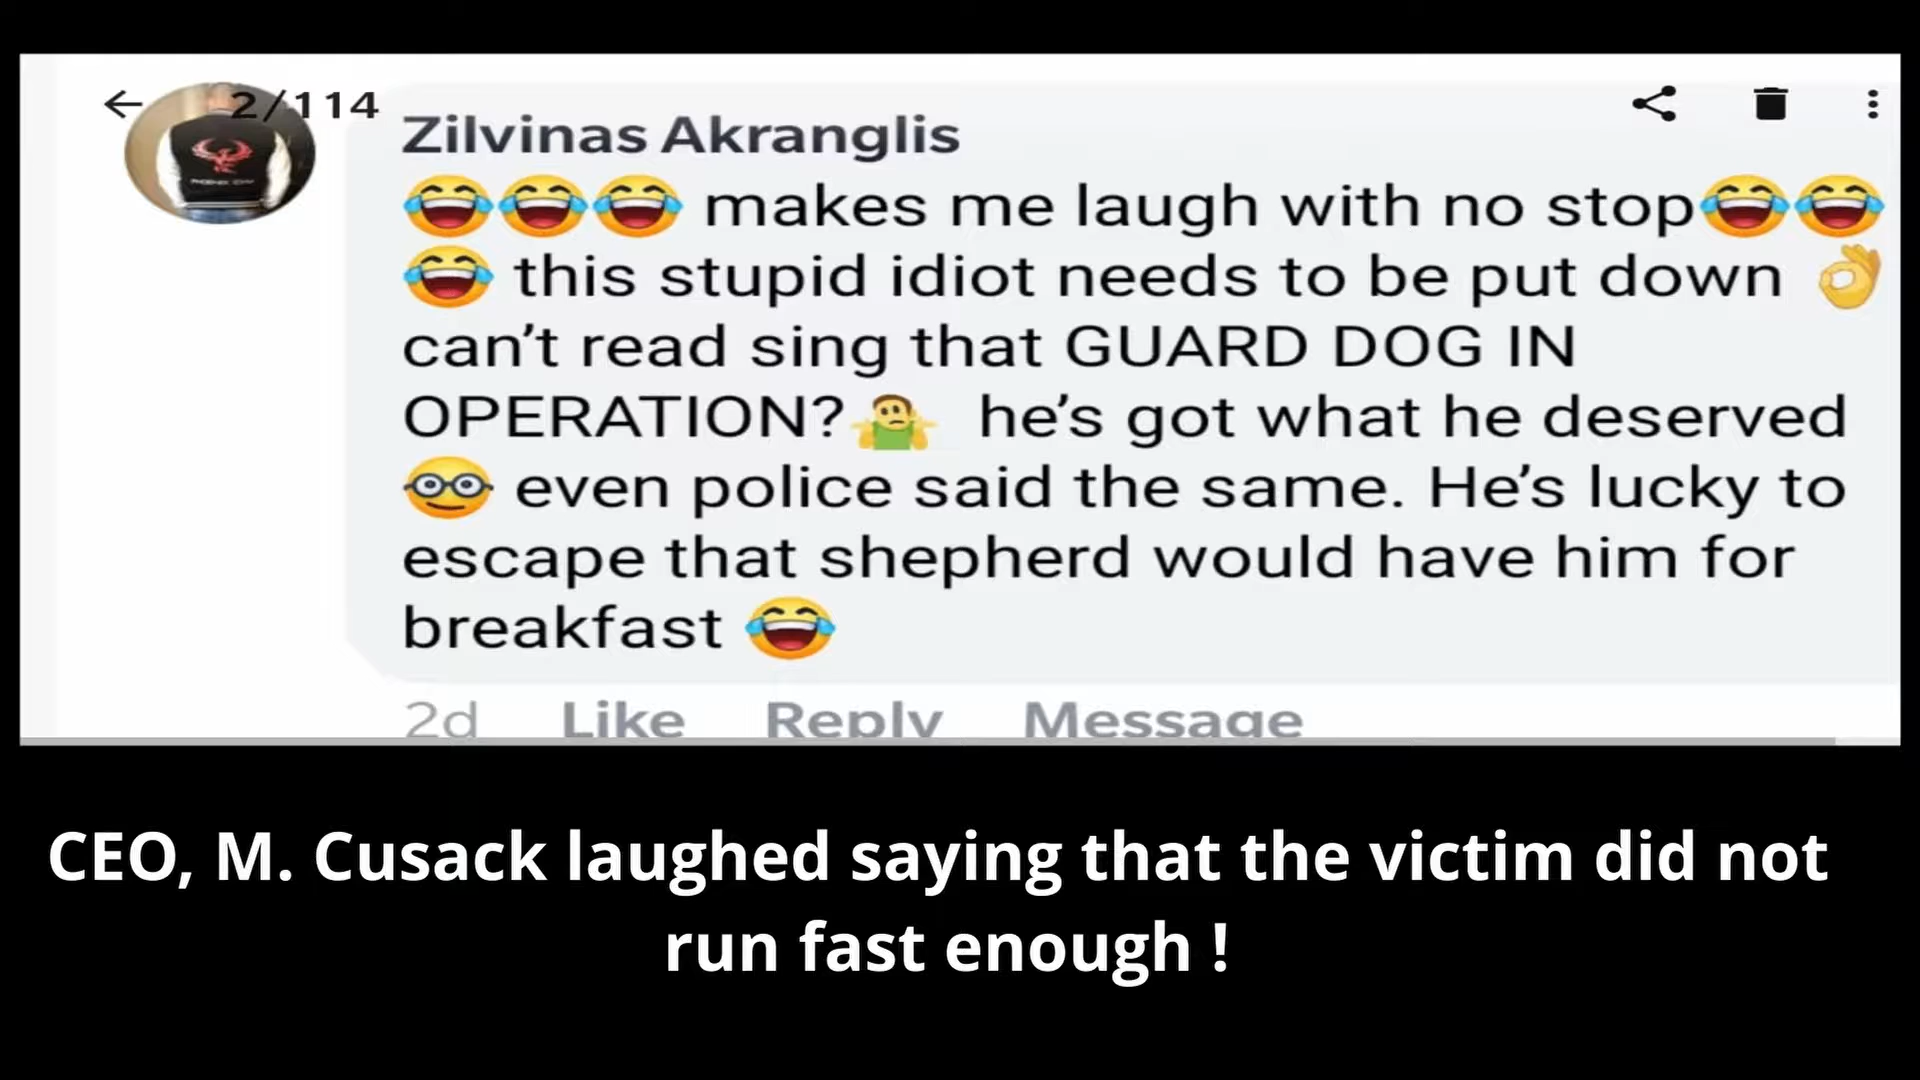 2/114
Zilvinas Akranglis
😂😂😂 makes me laugh with no stop😂😂
😂 this stupid idiot needs to be put down 👌
can't read sing that GUARD DOG IN
OPERATION?🤷‍♂️ he's got what he deserved
🤓 even police said the same. He's lucky to
escape that shepherd would have him for
breakfast 😂
2d Like Reply Message
CEO, M. Cusack laughed saying that the victim did not
run fast enough !